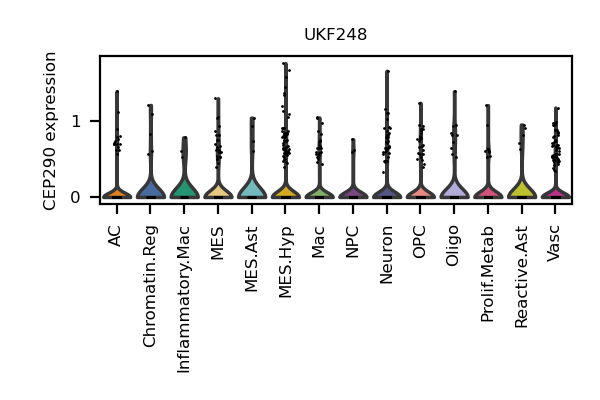 UKF248
CEP290 expression
1
0
AC
Chromatin.Reg
Inflammatory.Mac
MES
MES.Ast
MES.Hyp
Mac
NPC
Neuron
OPC
Oligo
Prolif.Metab
Reactive.Ast
Vasc